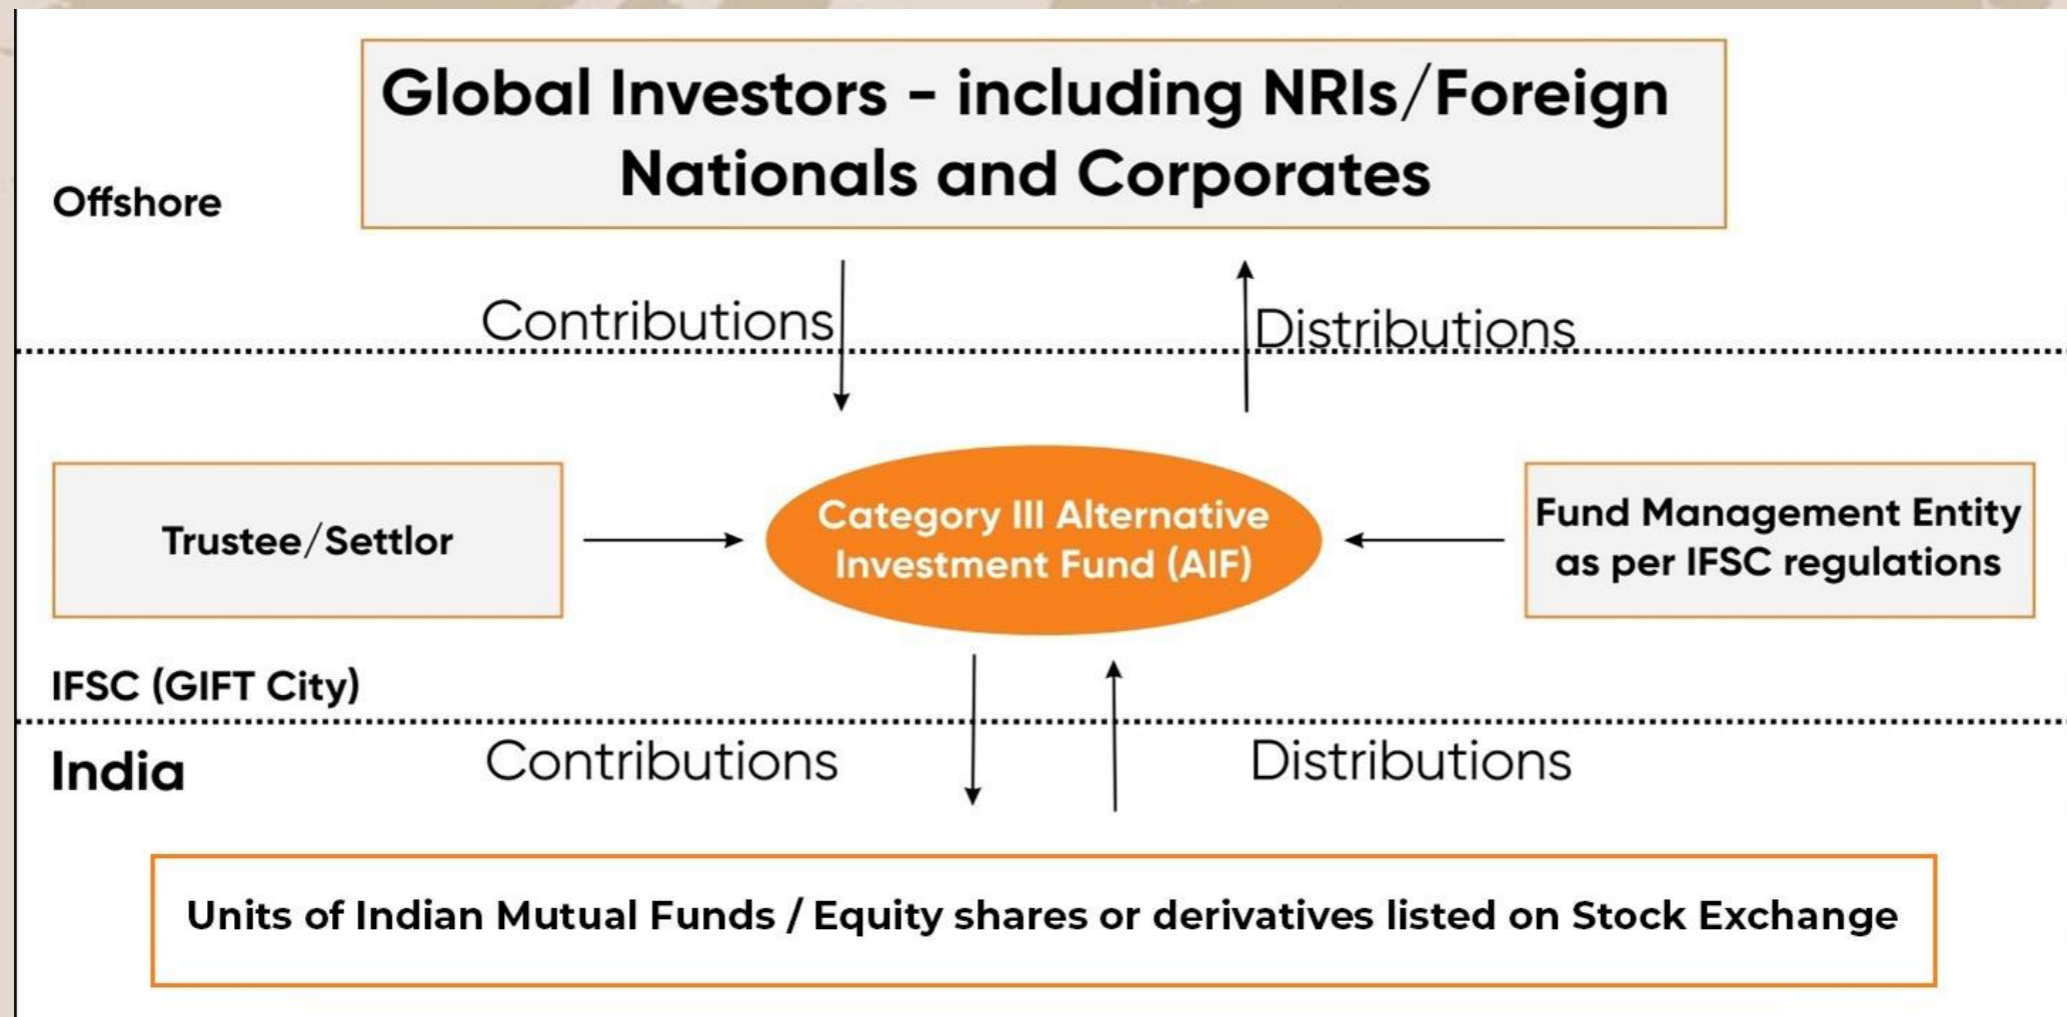 Global Investors - including NRIs/Foreign
Nationals and Corporates
Offshore
Contributions
Distributions
Trustee/Settlor
Category III Alternative
Investment Fund (AIF)
Fund Management Entity
as per IFSC regulations
IFSC (GIFT City)
India
Contributions
Distributions
Units of Indian Mutual Funds / Equity shares or derivatives listed on Stock Exchange